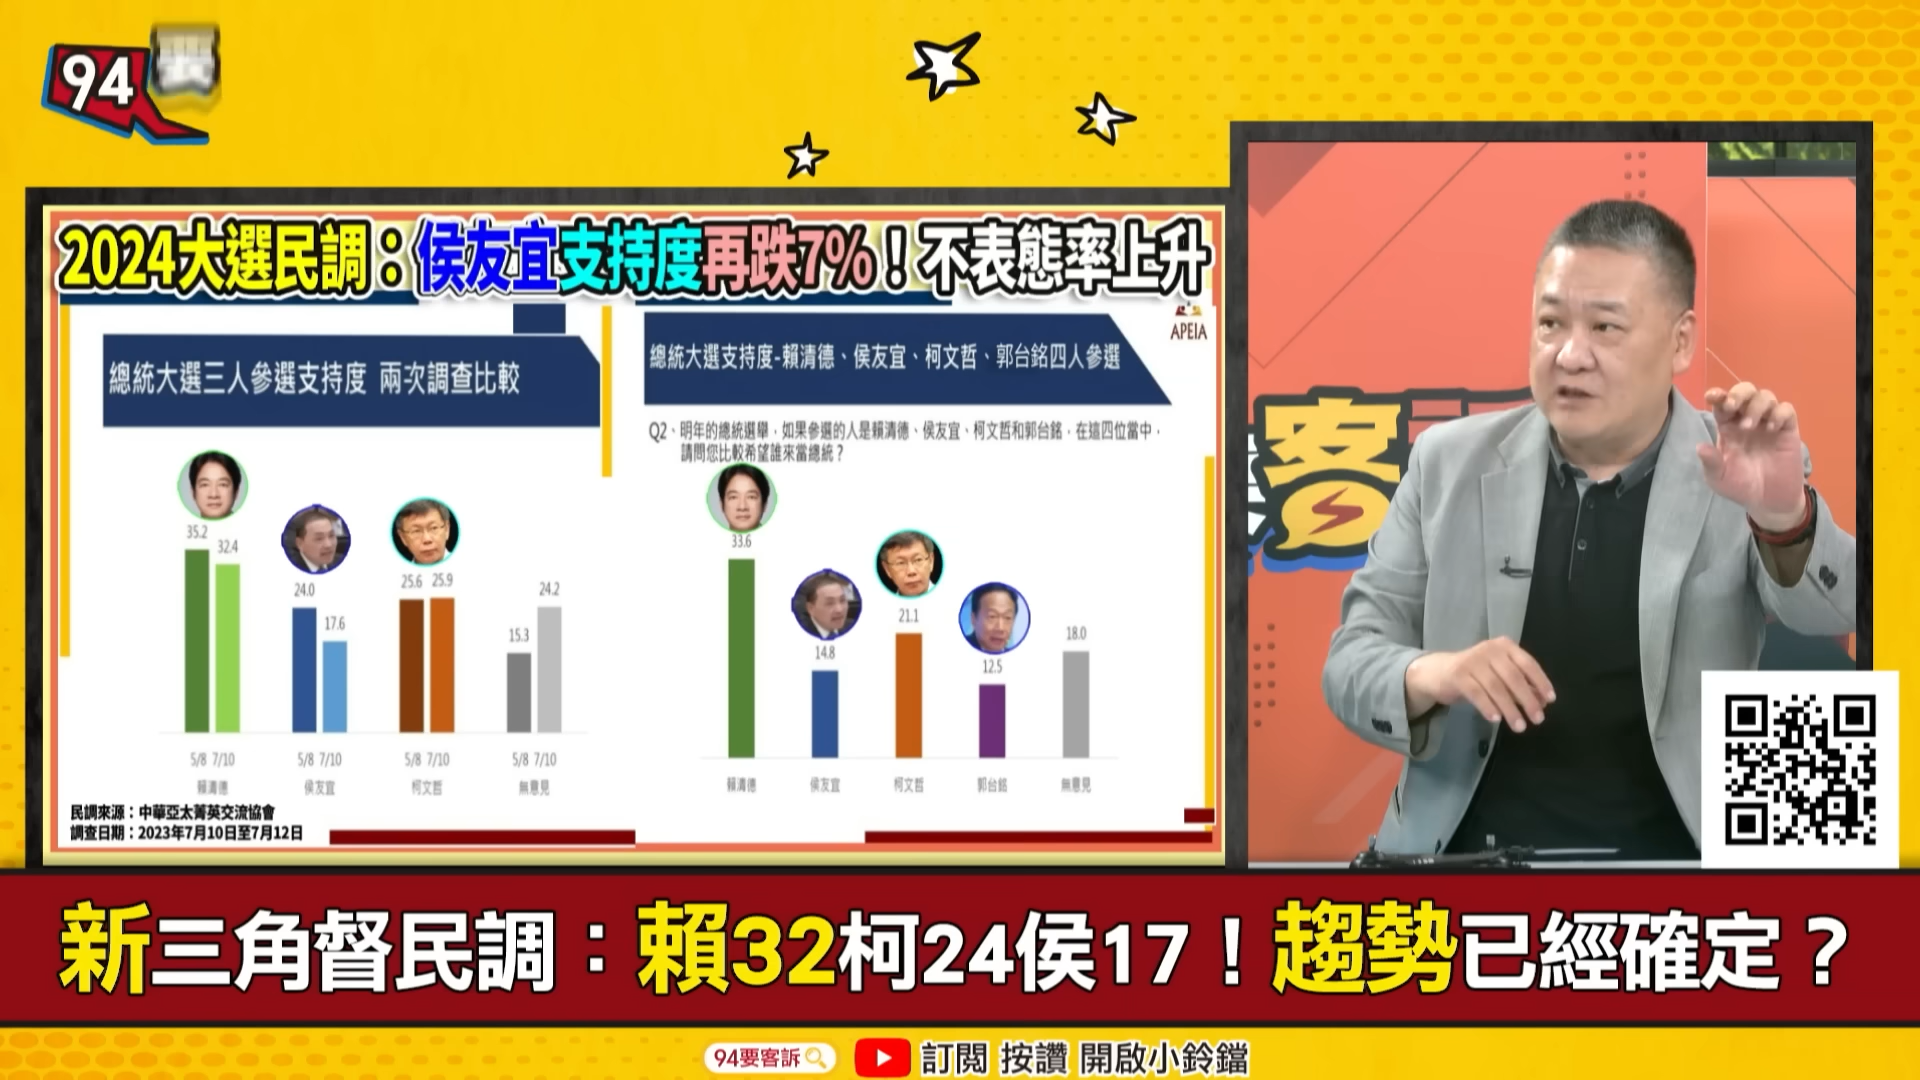 94要
2024大選民調：侯友宜支持度再跌7%！不表態率上升
總統大選三人參選支持度 兩次調查比較
35.2
32.4
24.0
17.6
25.6
25.9
15.3
24.2
5/8 7/10
5/8 7/10
5/8 7/10
5/8 7/10
賴清德
侯友宜
柯文哲
無意見
民調來源：中華亞太菁英交流協會
調查日期：2023年7月10日至7月12日
APEIA
總統大選支持度-賴清德、侯友宜、柯文哲、郭台銘四人參選
Q2、明年的總統選舉，如果參選的人是賴清德、侯友宜、柯文哲和郭台銘，在這四位當中，
請問您比較希望誰來當總統？
33.6
14.8
21.1
12.5
18.0
賴清德
侯友宜
柯文哲
郭台銘
無意見
客
新三角督民調：賴32柯24侯17！趨勢已經確定？
94要客訴
訂閱 按讚 開啟小鈴鐺